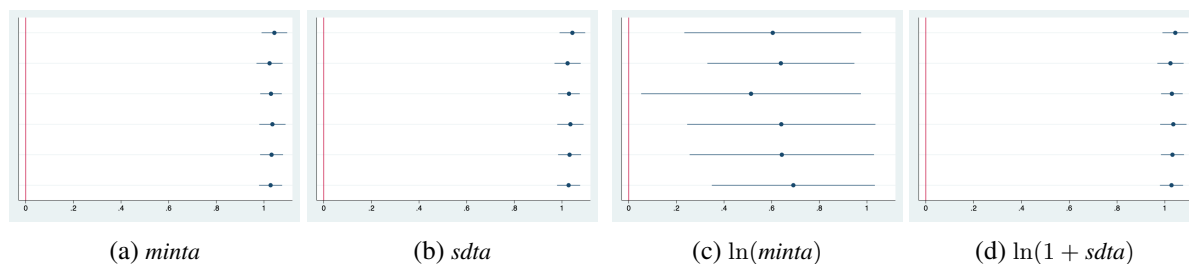 0 .2 .4 .6 .8 1
0 .2 .4 .6 .8 1
0 .2 .4 .6 .8 1
0 .2 .4 .6 .8 1
(a) minta
(b) sdta
(c) ln(minta)
(d) ln(1 + sdta)